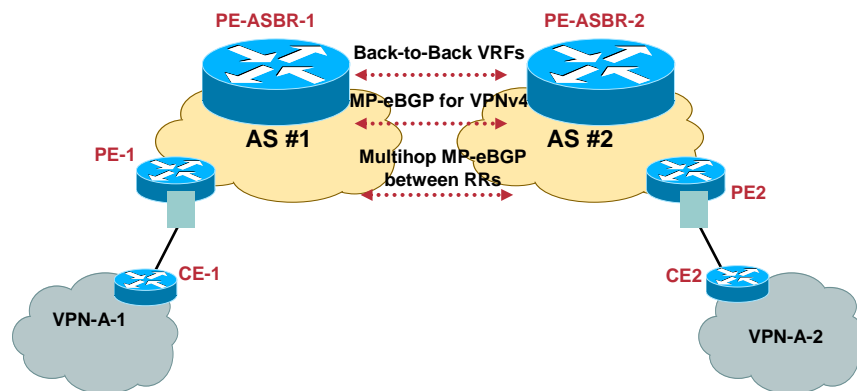 PE-ASBR-1
PE-ASBR-2
Back-to-Back VRFs
MP-eBGP for VPNv4
AS #1
AS #2
PE-1
Multihop MP-eBGP
between RRs
PE2
CE-1
CE2
VPN-A-1
VPN-A-2